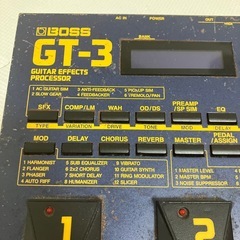 AC IN POWER OUT
BOSS
GT-3
GUITAR EFFECTS
PROCESSOR
1 AC GUITAR SIM 3 ANTI-FEEDBACK 5 PICKUP SIM
2 SLOW GEAR 4 FEEDBACKER 6 TREMOLO/PAN
SFX COMP/LM WAH OD/DS PREAMP/SP SIM EQ
TYPE VARIATION DRIVE TONE MOD
MOD DELAY CHORUS REVERB MASTER PEDAL/ASSIGN
1 HARMONIST 5 SUB EQUALIZER 9 VIBRATO 1 MASTER LEVEL
2 FLANGER 6 2x2 CHORUS 10 GUITAR SYNTH 2 MASTER BPM
3 PHASER 7 SHORT DELAY 11 RING MODULATOR 3 NOISE SUPPRESSOR
4 AUTO RIFF 8 HUMANIZER 12 SLICER
1 2